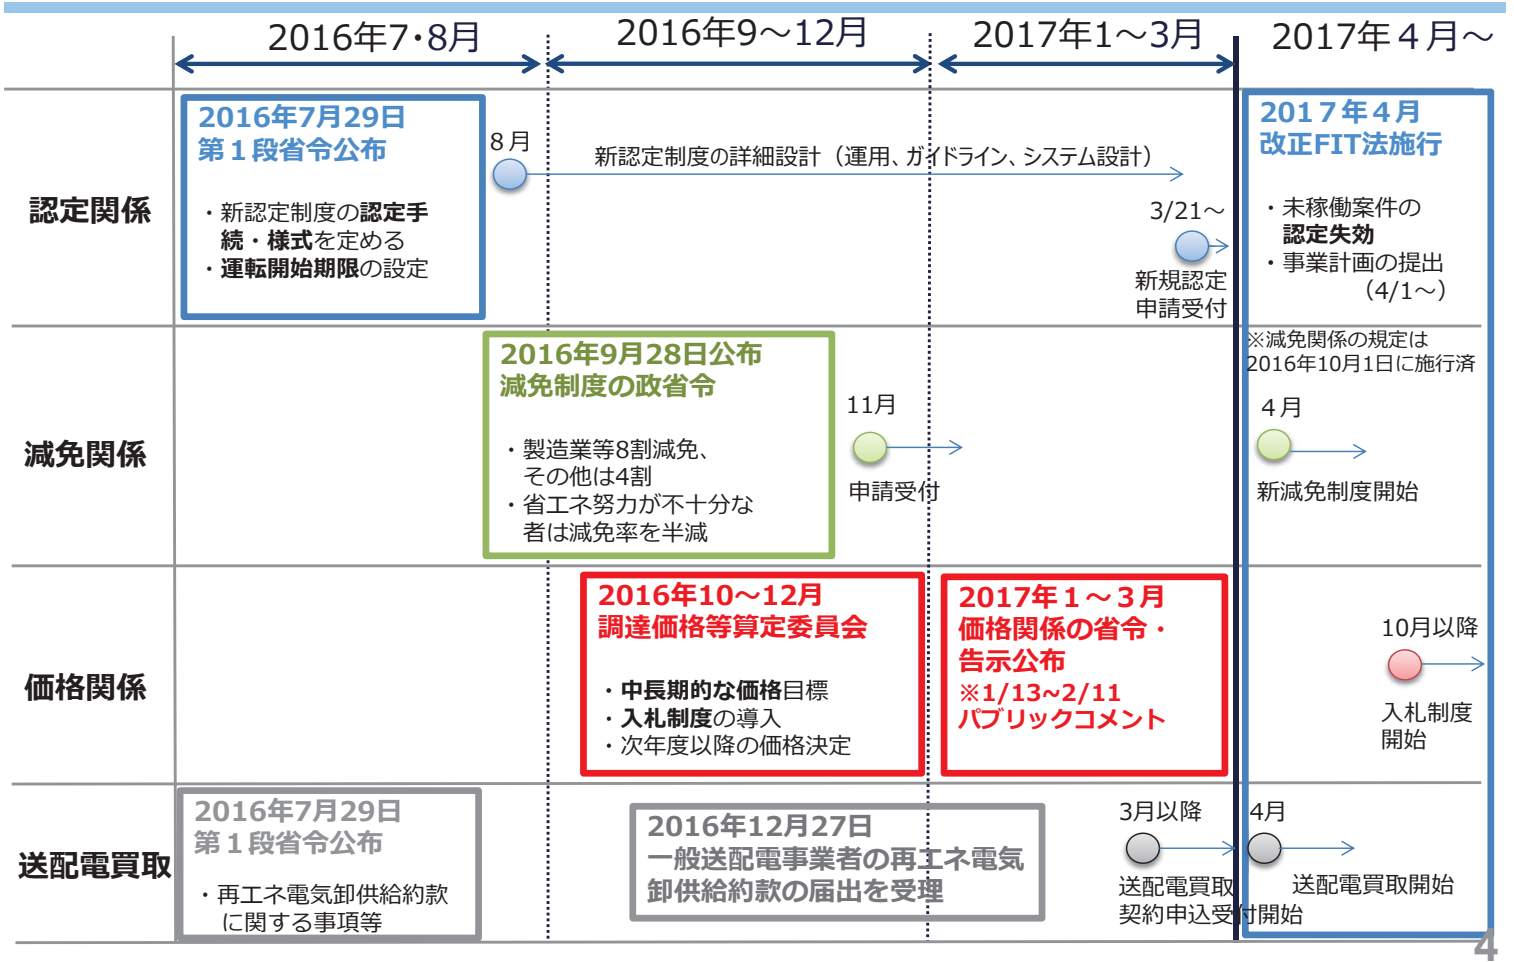 2016年7・8月
2016年9～12月
2017年1～3月
2017年４月～
認定関係
2016年7月29日
第１段省令公布
・新認定制度の認定手
続・様式を定める
・運転開始期限の設定
８月
新認定制度の詳細設計（運用、ガイドライン、システム設計）
3/21～
新規認定
申請受付
2017年４月
改正FIT法施行
・未稼働案件の
認定失効
・事業計画の提出
（4/1～）
減免関係
2016年9月28日公布
減免制度の政省令
・製造業等8割減免、
その他は4割
・省エネ努力が不十分な
者は減免率を半減
11月
申請受付
※減免関係の規定は
2016年10月1日に施行済
４月
新減免制度開始
価格関係
2016年10～12月
調達価格等算定委員会
・中長期的な価格目標
・入札制度の導入
・次年度以降の価格決定
2017年１～３月
価格関係の省令・
告示公布
※1/13~2/11
パブリックコメント
10月以降
入札制度
開始
送配電買取
2016年7月29日
第１段省令公布
・再エネ電気卸供給約款
に関する事項等
2016年12月27日
一般送配電事業者の再エネ電気
卸供給約款の届出を受理
3月以降
送配電買取
契約申込受付開始
4月
送配電買取開始
4